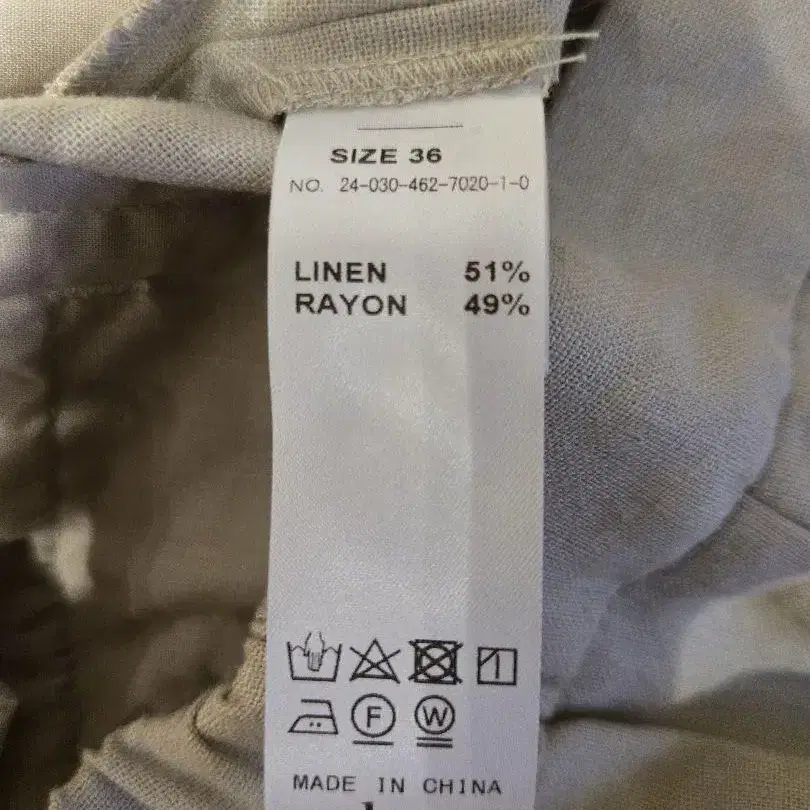 SIZE 36
NO. 24-030-462-7020-1-0
LINEN 51%
RAYON 49%
F W
MADE IN CHINA